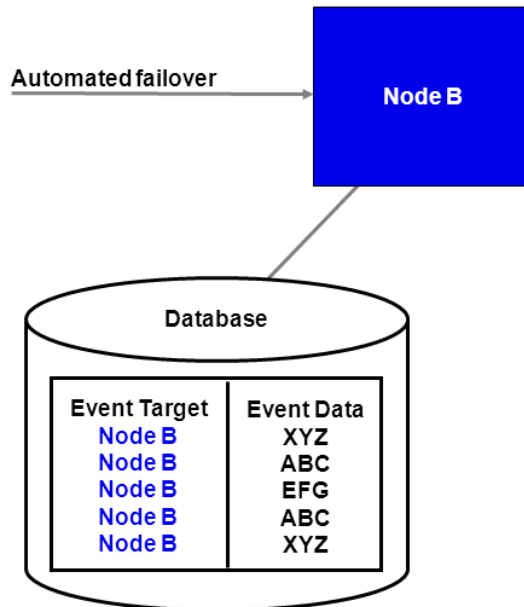 Automated failover
Node B
Database
Event Target Event Data
Node B XYZ
Node B ABC
Node B EFG
Node B ABC
Node B XYZ